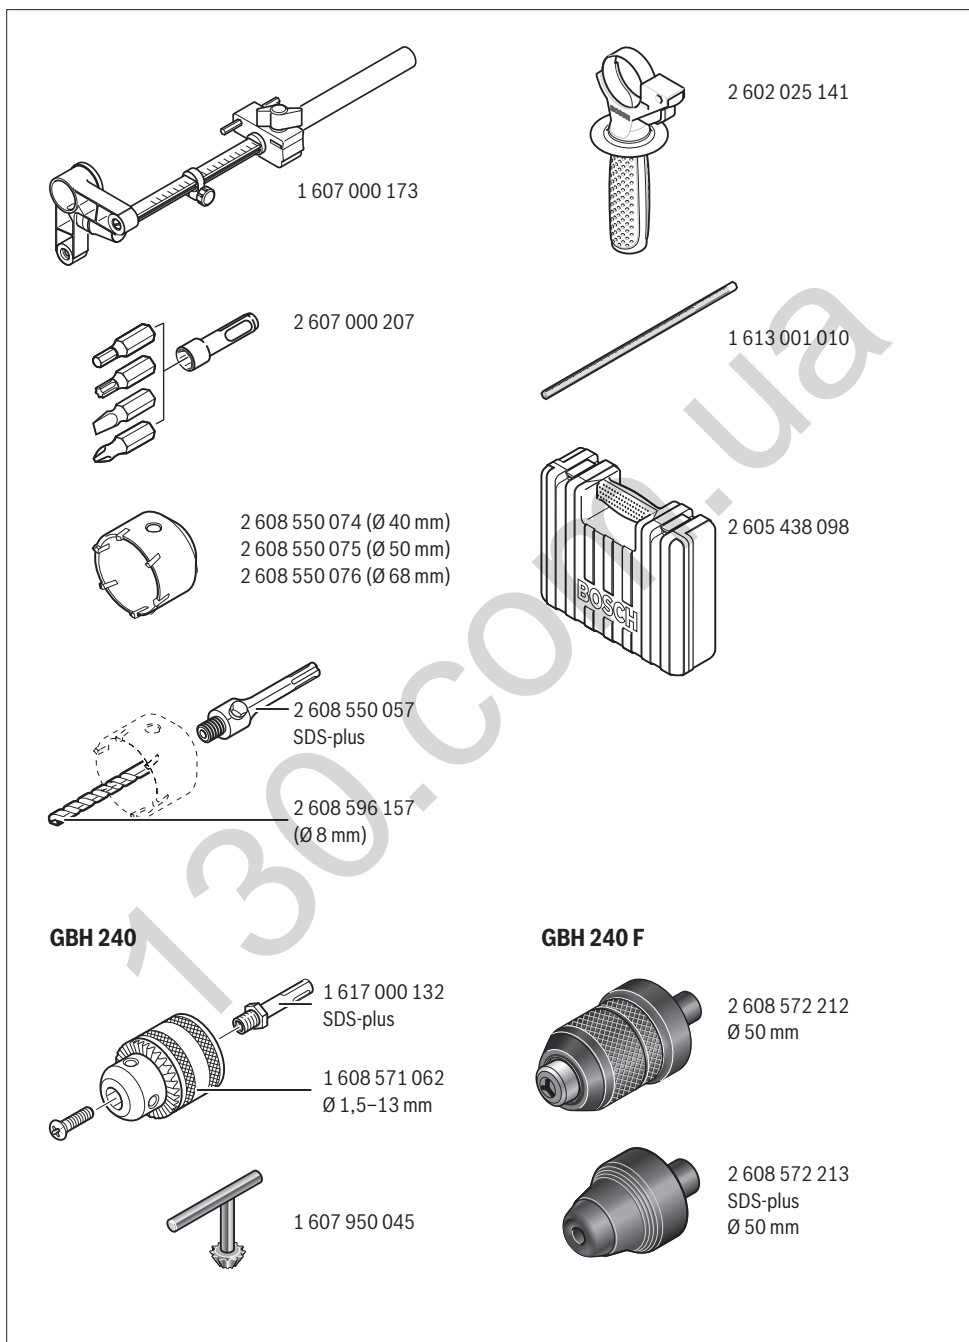 1 607 000 173
2 602 025 141
2 607 000 207
1 613 001 010
2 608 550 074 (Ø 40 mm)
2 608 550 075 (Ø 50 mm)
2 608 550 076 (Ø 68 mm)
2 605 438 098
BOSCH
2 608 550 057
SDS-plus
2 608 596 157
(Ø 8 mm)
GBH 240
1 617 000 132
SDS-plus
1 608 571 062
Ø 1,5–13 mm
1 607 950 045
GBH 240 F
2 608 572 212
Ø 50 mm
2 608 572 213
SDS-plus
Ø 50 mm
130.com.ua